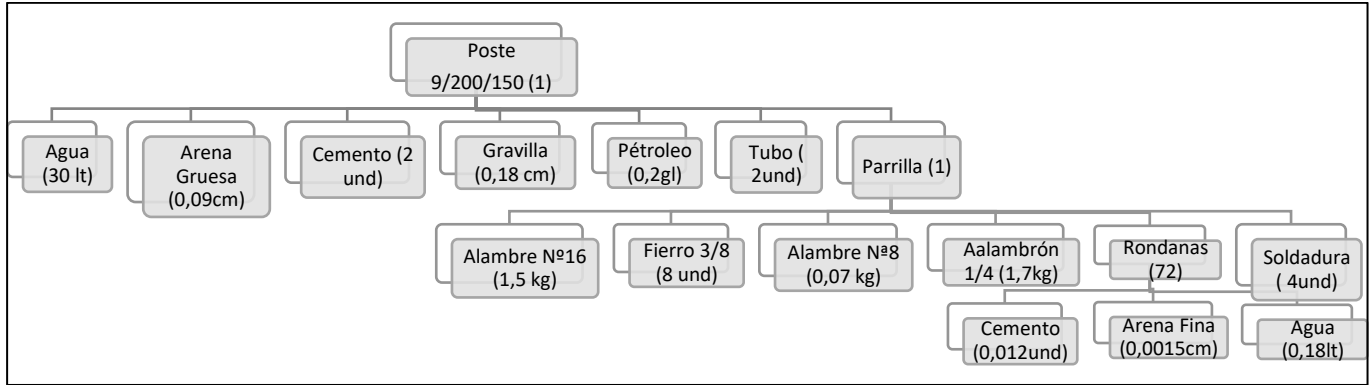 Poste
9/200/150 (1)
Agua
(30 lt)
Arena
Gruesa
(0,09cm)
Cemento (2
und)
Gravilla
(0,18 cm)
Pétroleo
(0,2gl)
Tubo (
2und)
Parrilla (1)
Alambre Nº16
(1,5 kg)
Fierro 3/8
(8 und)
Alambre Nª8
(0,07 kg)
Aalambrón
1/4 (1,7kg)
Rondanas
(72)
Soldadura
( 4und)
Cemento
(0,012und)
Arena Fina
(0,0015cm)
Agua
(0,18lt)